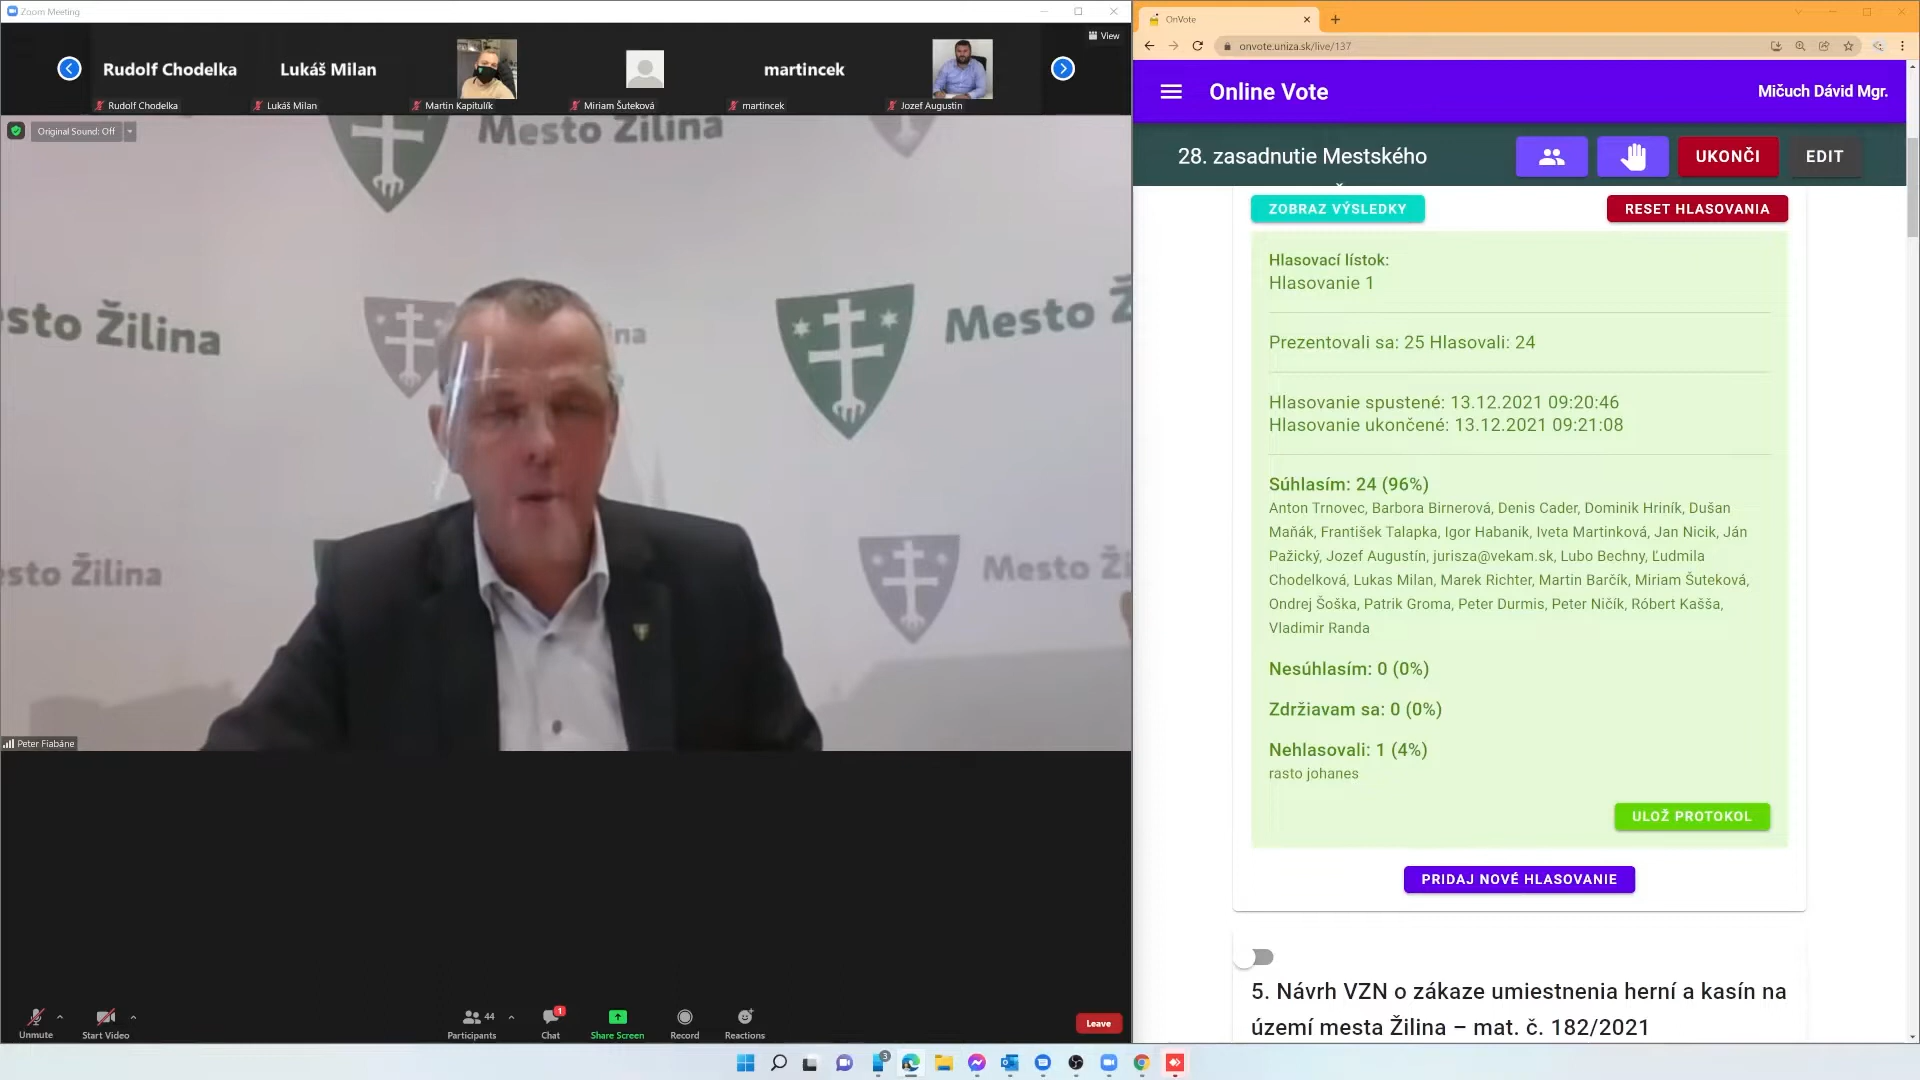 Zoom Meeting
View
Rudolf Chodelka
Lukáš Milan
martincek
Rudolf Chodelka
Lukáš Milan
Martin Kapitulík
Miriam Šuteková
martincek
Jozef Augustin
Original Sound: Off
Mesto Žilina
sto Žilina
ina
Mesto Ž
esto Žilina
Mesto Ži
Peter Fiabáne
Unmute
Start Video
44
Participants
1
Chat
Share Screen
Record
Reactions
Leave
OnVote
onvote.uniza.sk/live/137
Online Vote
Mičuch Dávid Mgr.
28. zasadnutie Mestského
UKONČI
EDIT
ZOBRAZ VÝSLEDKY
RESET HLASOVANIA
Hlasovací lístok:
Hlasovanie 1
Prezentovali sa: 25 Hlasovali: 24
Hlasovanie spustené: 13.12.2021 09:20:46
Hlasovanie ukončené: 13.12.2021 09:21:08
Súhlasím: 24 (96%)
Anton Trnovec, Barbora Birnerová, Denis Cader, Dominik Hriník, Dušan
Maňák, František Talapka, Igor Habanik, Iveta Martinková, Jan Nicik, Ján
Pažický, Jozef Augustín, jurisza@vekam.sk, Lubo Bechny, Ľudmila
Chodelková, Lukas Milan, Marek Richter, Martin Barčík, Miriam Šuteková,
Ondrej Šoška, Patrik Groma, Peter Durmis, Peter Ničík, Róbert Kašša,
Vladimir Randa
Nesúhlasím: 0 (0%)
Zdržiavam sa: 0 (0%)
Nehlasovali: 1 (4%)
rasto johanes
ULOŽ PROTOKOL
PRIDAJ NOVÉ HLASOVANIE
5. Návrh VZN o zákaze umiestnenia herní a kasín na
území mesta Žilina – mat. č. 182/2021
3